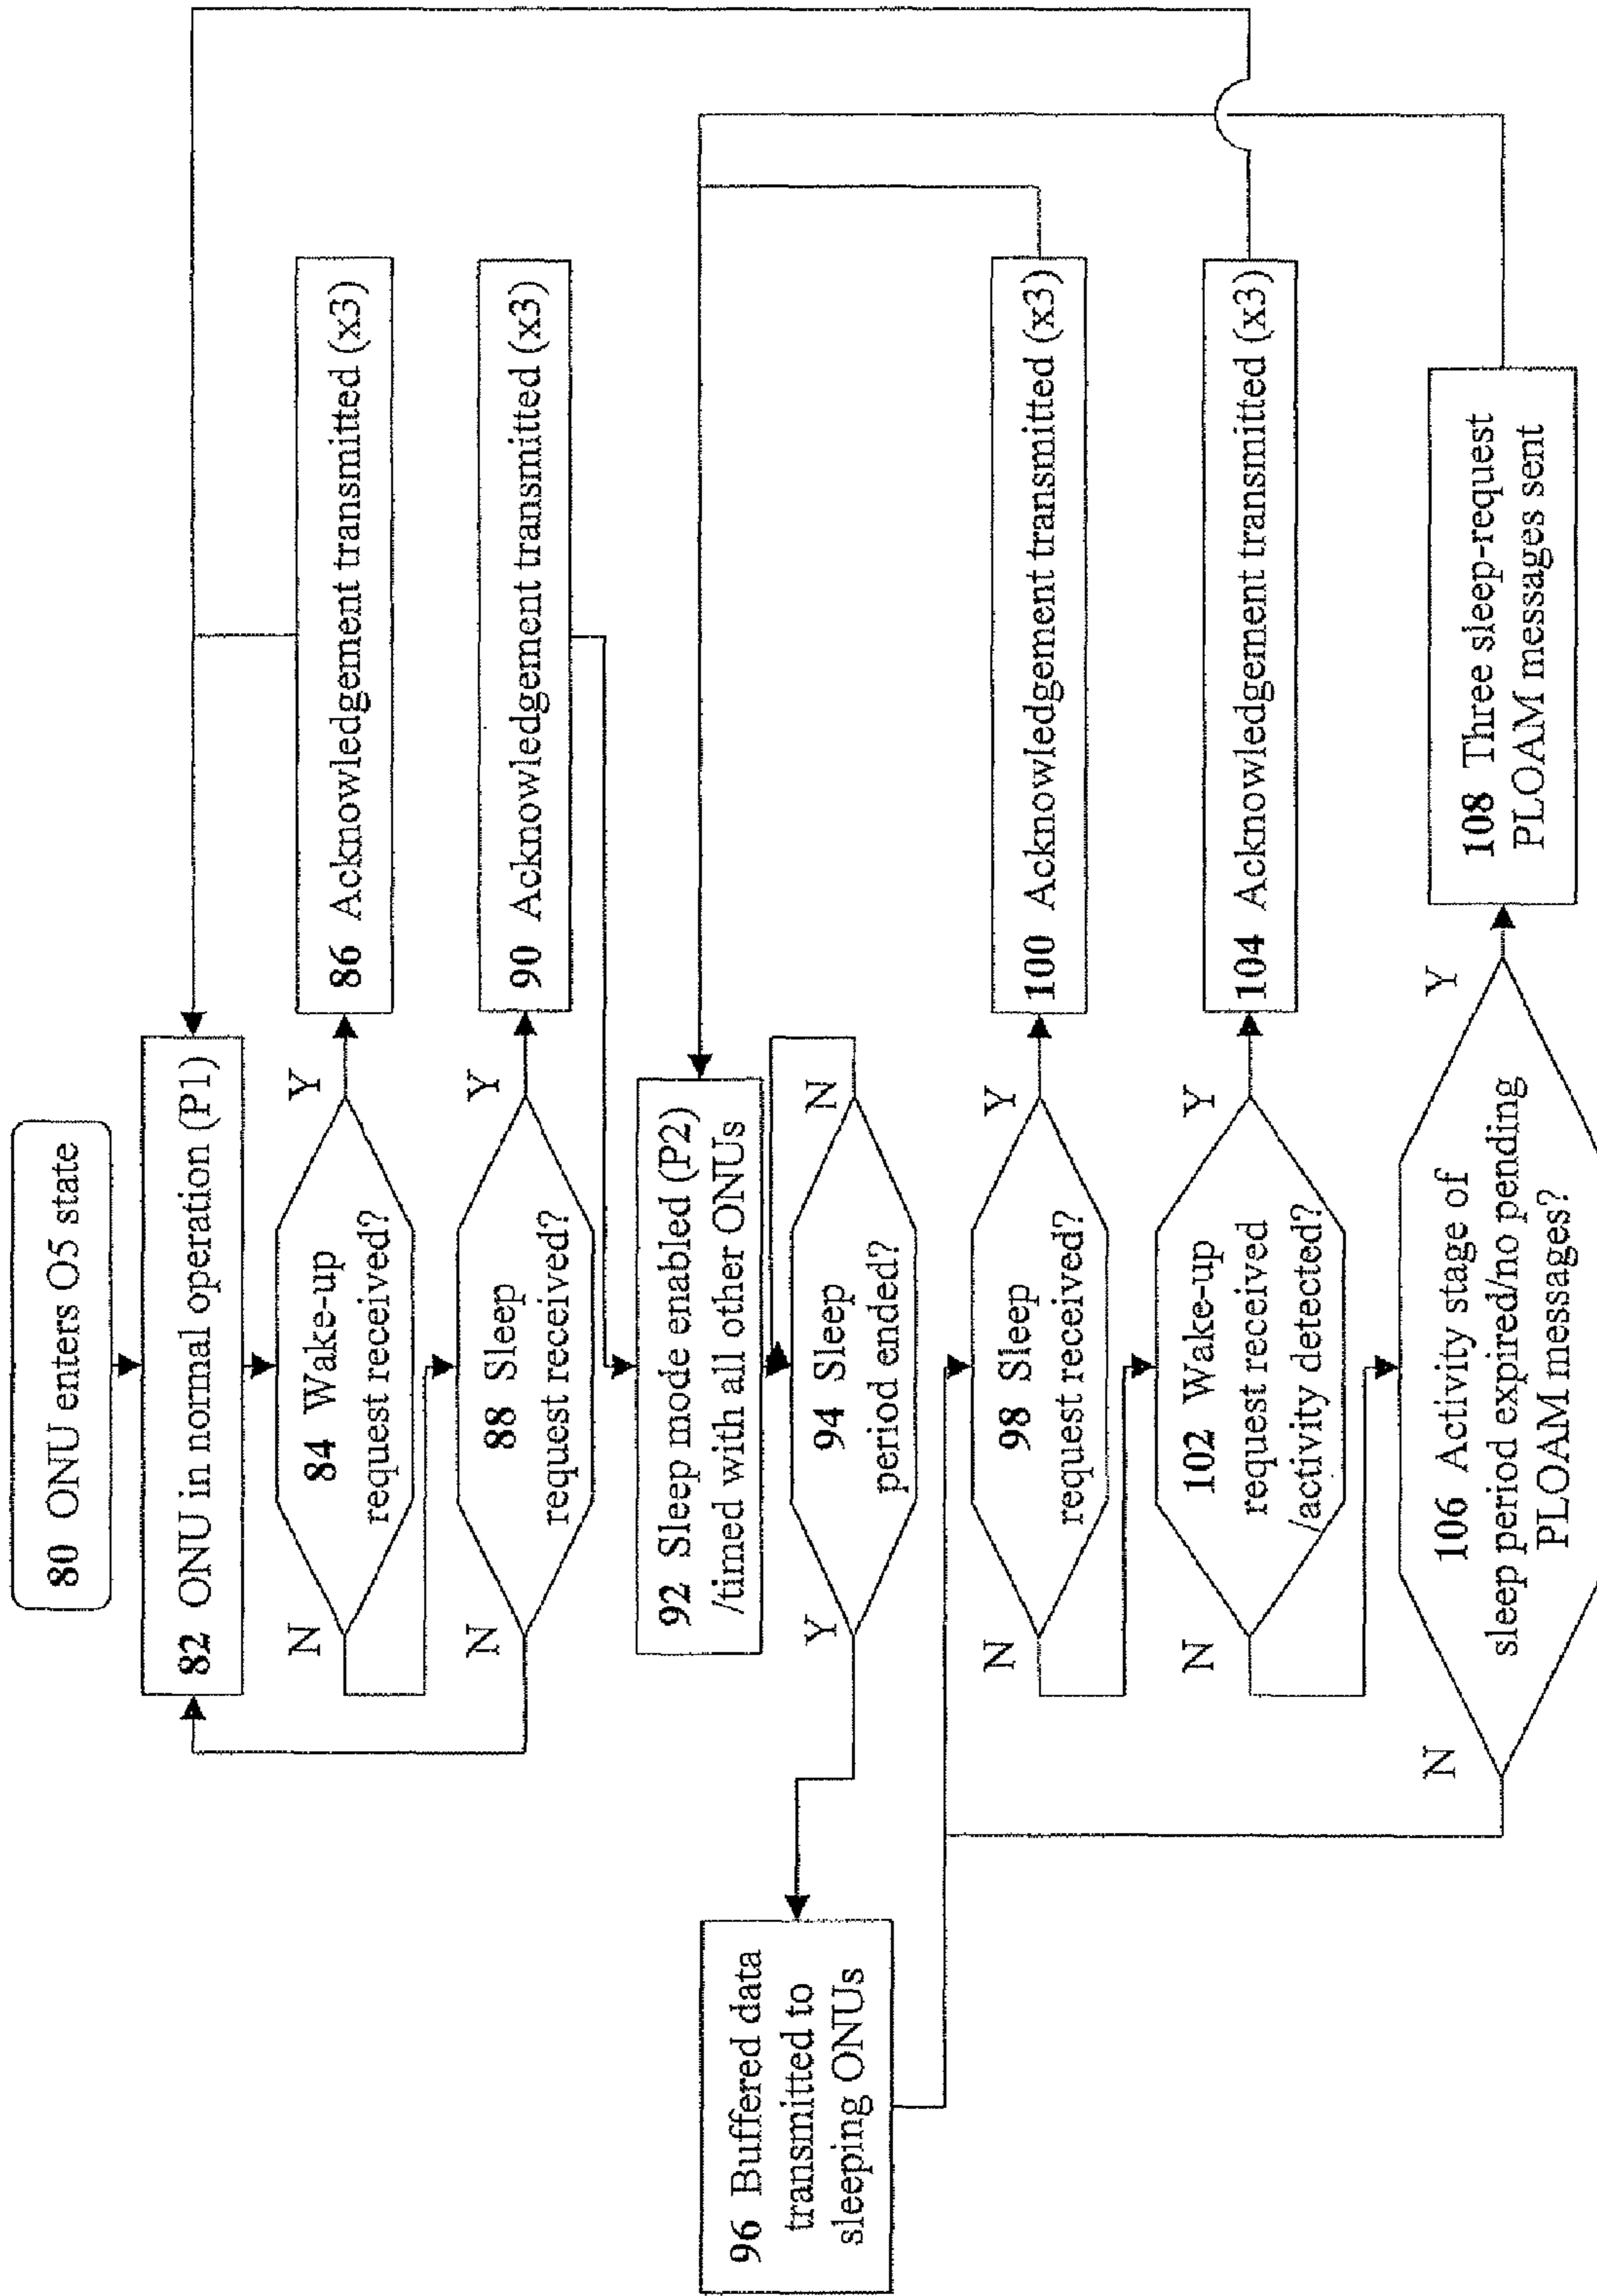 80 ONU enters O5 state
82 ONU in normal operation (P1)
N
84 Wake-up
request received?
Y
86 Acknowledgement transmitted (x3)
N
88 Sleep
request received?
Y
90 Acknowledgement transmitted (x3)
92 Sleep mode enabled (P2)
/timed with all other ONUs
Y
94 Sleep
period ended?
N
96 Buffered data
transmitted to
sleeping ONUs
N
98 Sleep
request received?
Y
100 Acknowledgement transmitted (x3)
N
102 Wake-up
request received
/activity detected?
Y
104 Acknowledgement transmitted (x3)
N
106 Activity stage of
sleep period expired/no pending
PLOAM messages?
Y
108 Three sleep-request
PLOAM messages sent